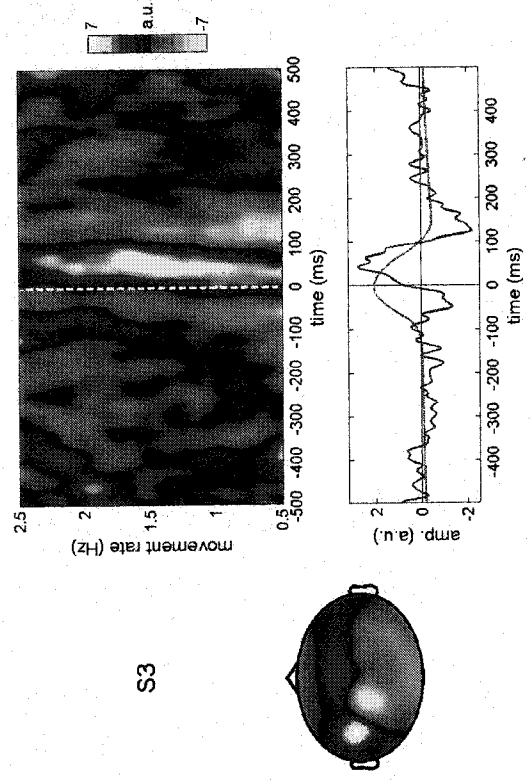 S3
7
a.u.
-7
movement rate (Hz)
2.5
2
1.5
1
0.5
-500 -400 -300 -200 -100 0 100 200 300 400 500
time (ms)
amp. (a.u.)
2
0
-2
-400 -300 -200 -100 0 100 200 300 400
time (ms)